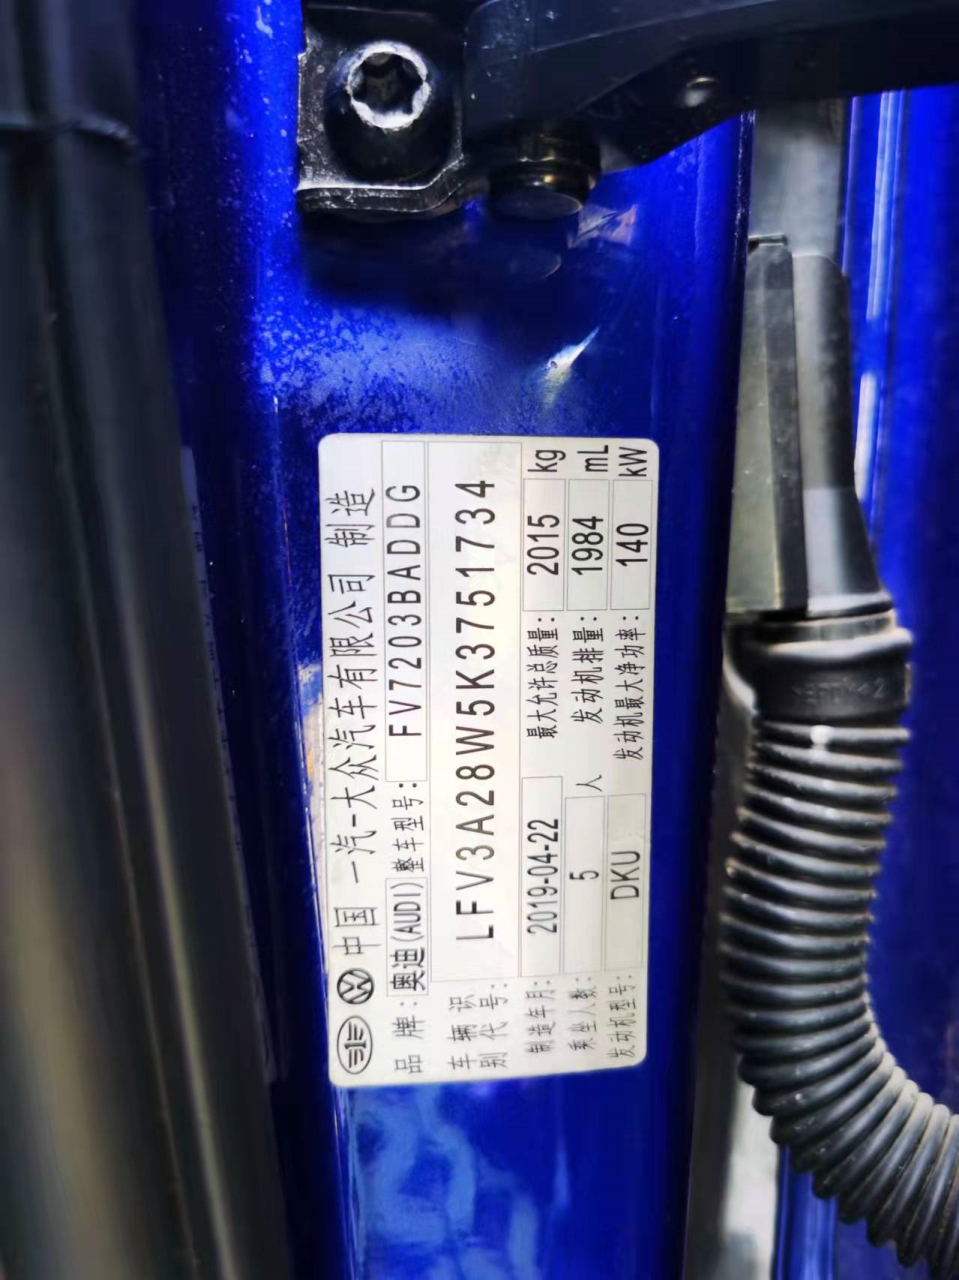 中国 一汽-大众汽车有限公司 制造
品牌: 奥迪(AUDI) 整车型号: FV7203BADDG
车辆识别代号: LFV3A28W5K3751734
制造年月: 2019-04-22 最大允许总质量: 2015 kg
乘坐人数: 5 人 发动机排量: 1984 mL
发动机型号: DKU 发动机最大净功率: 140 kW